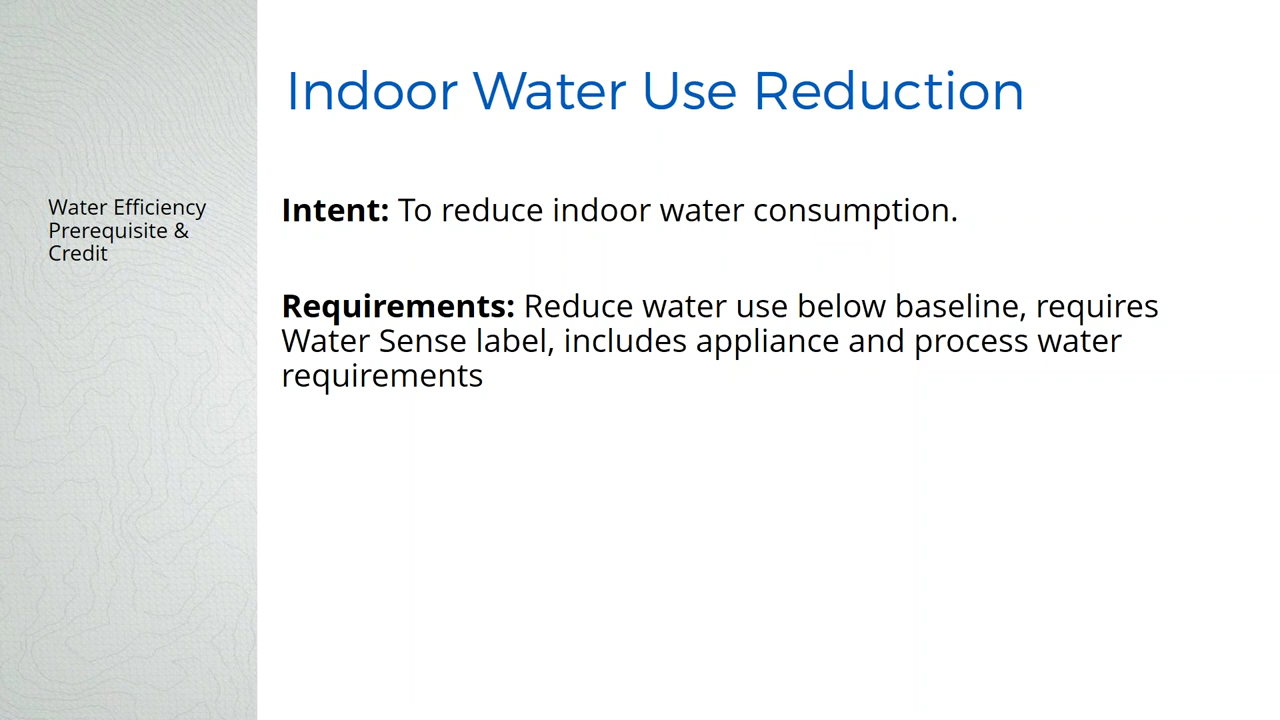 Indoor Water Use Reduction
Water Efficiency
Prerequisite &
Credit
Intent: To reduce indoor water consumption.
Requirements: Reduce water use below baseline, requires
Water Sense label, includes appliance and process water
requirements